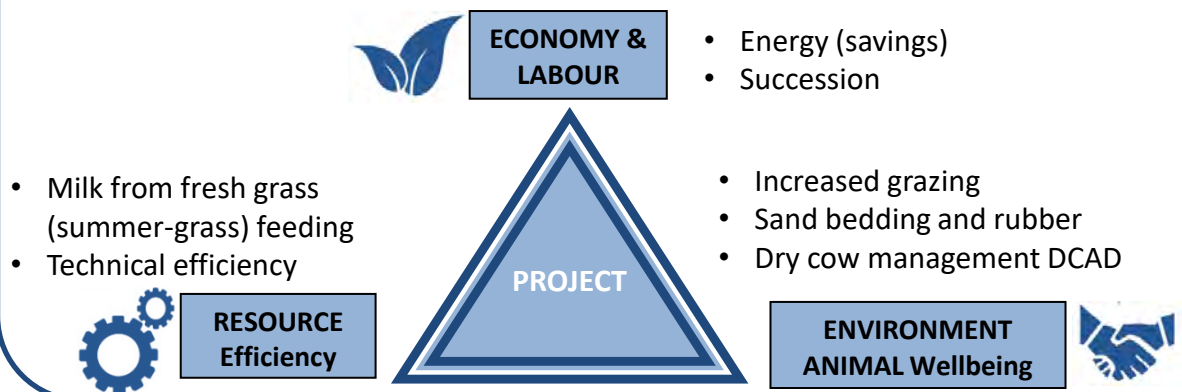 ECONOMY &
LABOUR
• Energy (savings)
• Succession
• Milk from fresh grass
(summer-grass) feeding
• Technical efficiency
• Increased grazing
• Sand bedding and rubber
• Dry cow management DCAD
PROJECT
RESOURCE
Efficiency
ENVIRONMENT
ANIMAL Wellbeing